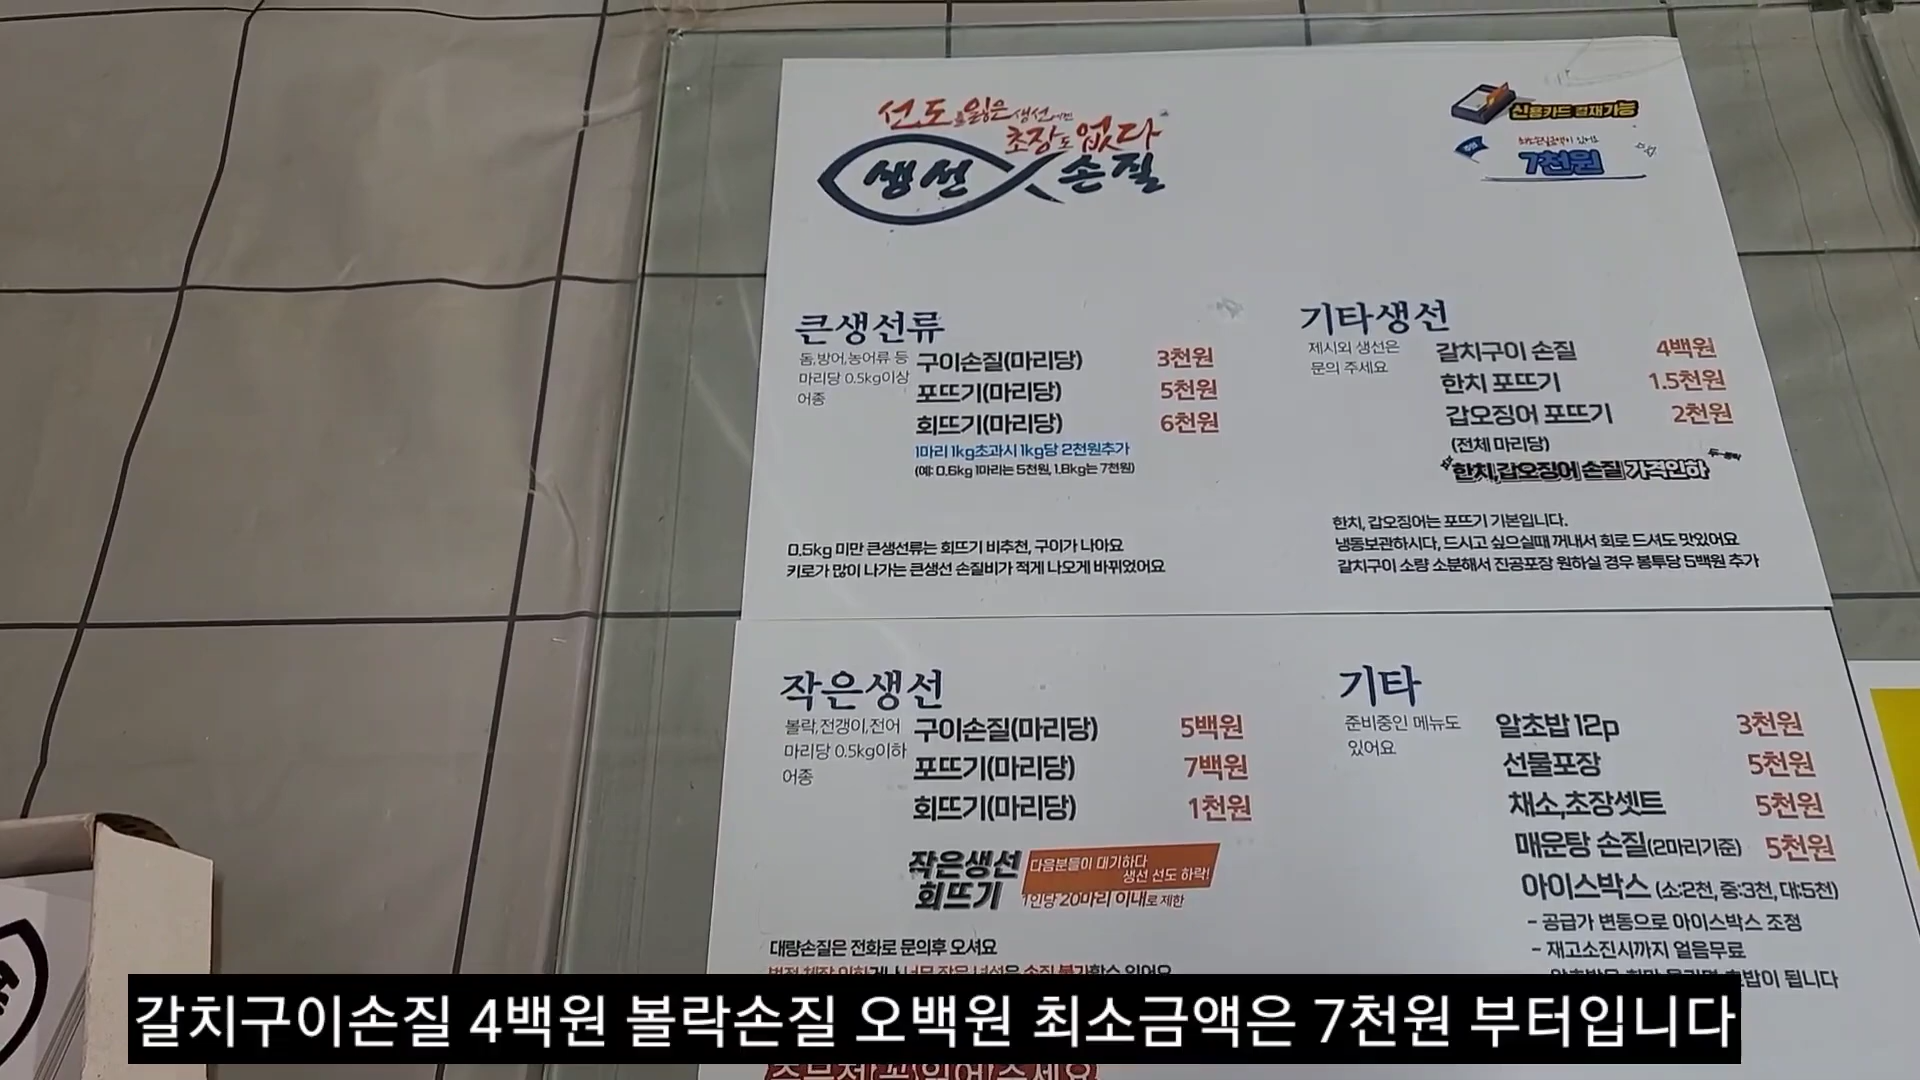 선도를 잃은 생선에겐
초장도 없다
생선 손질
신용카드 결재가능
최소손질금액이 있어요
7천원
큰생선류
돔,방어,농어류 등
마리당 0.5kg이상
어종
구이손질(마리당) 3천원
포뜨기(마리당) 5천원
회뜨기(마리당) 6천원
1마리 1kg초과시 1kg당 2천원추가
(예: 0.6kg 1마리는 5천원, 1.8kg는 7천원)
0.5kg 미만 큰생선류는 회뜨기 비추천, 구이가 나아요
키로가 많이 나가는 큰생선 손질비가 적게 나오게 바뀌었어요
기타생선
제시외 생선은
문의 주세요
갈치구이 손질 4백원
한치 포뜨기 1.5천원
갑오징어 포뜨기 2천원
(전체 마리당)
한치,갑오징어 손질 가격인하
한치, 갑오징어는 포뜨기 기본입니다.
냉동보관하시다, 드시고 싶으실때 꺼내서 회로 드셔도 맛있어요
갈치구이 소량 소분해서 진공포장 원하실 경우 봉투당 5백원 추가
작은생선
볼락,전갱이,전어
마리당 0.5kg이하
어종
구이손질(마리당) 5백원
포뜨기(마리당) 7백원
회뜨기(마리당) 1천원
작은생선
회뜨기
다음분들이 대기하다
생선 선도 하락!
1인당 20마리 이내로 제한
대량손질은 전화로 문의후 오셔요
기타
준비중인 메뉴도
있어요
알초밥 12p 3천원
선물포장 5천원
채소,초장셋트 5천원
매운탕 손질(2마리기준) 5천원
아이스박스 (소:2천, 중:3천, 대:5천)
- 공급가 변동으로 아이스박스 조정
- 재고소진시까지 얼음무료
초밥이 됩니다
갈치구이손질 4백원 볼락손질 오백원 최소금액은 7천원 부터입니다